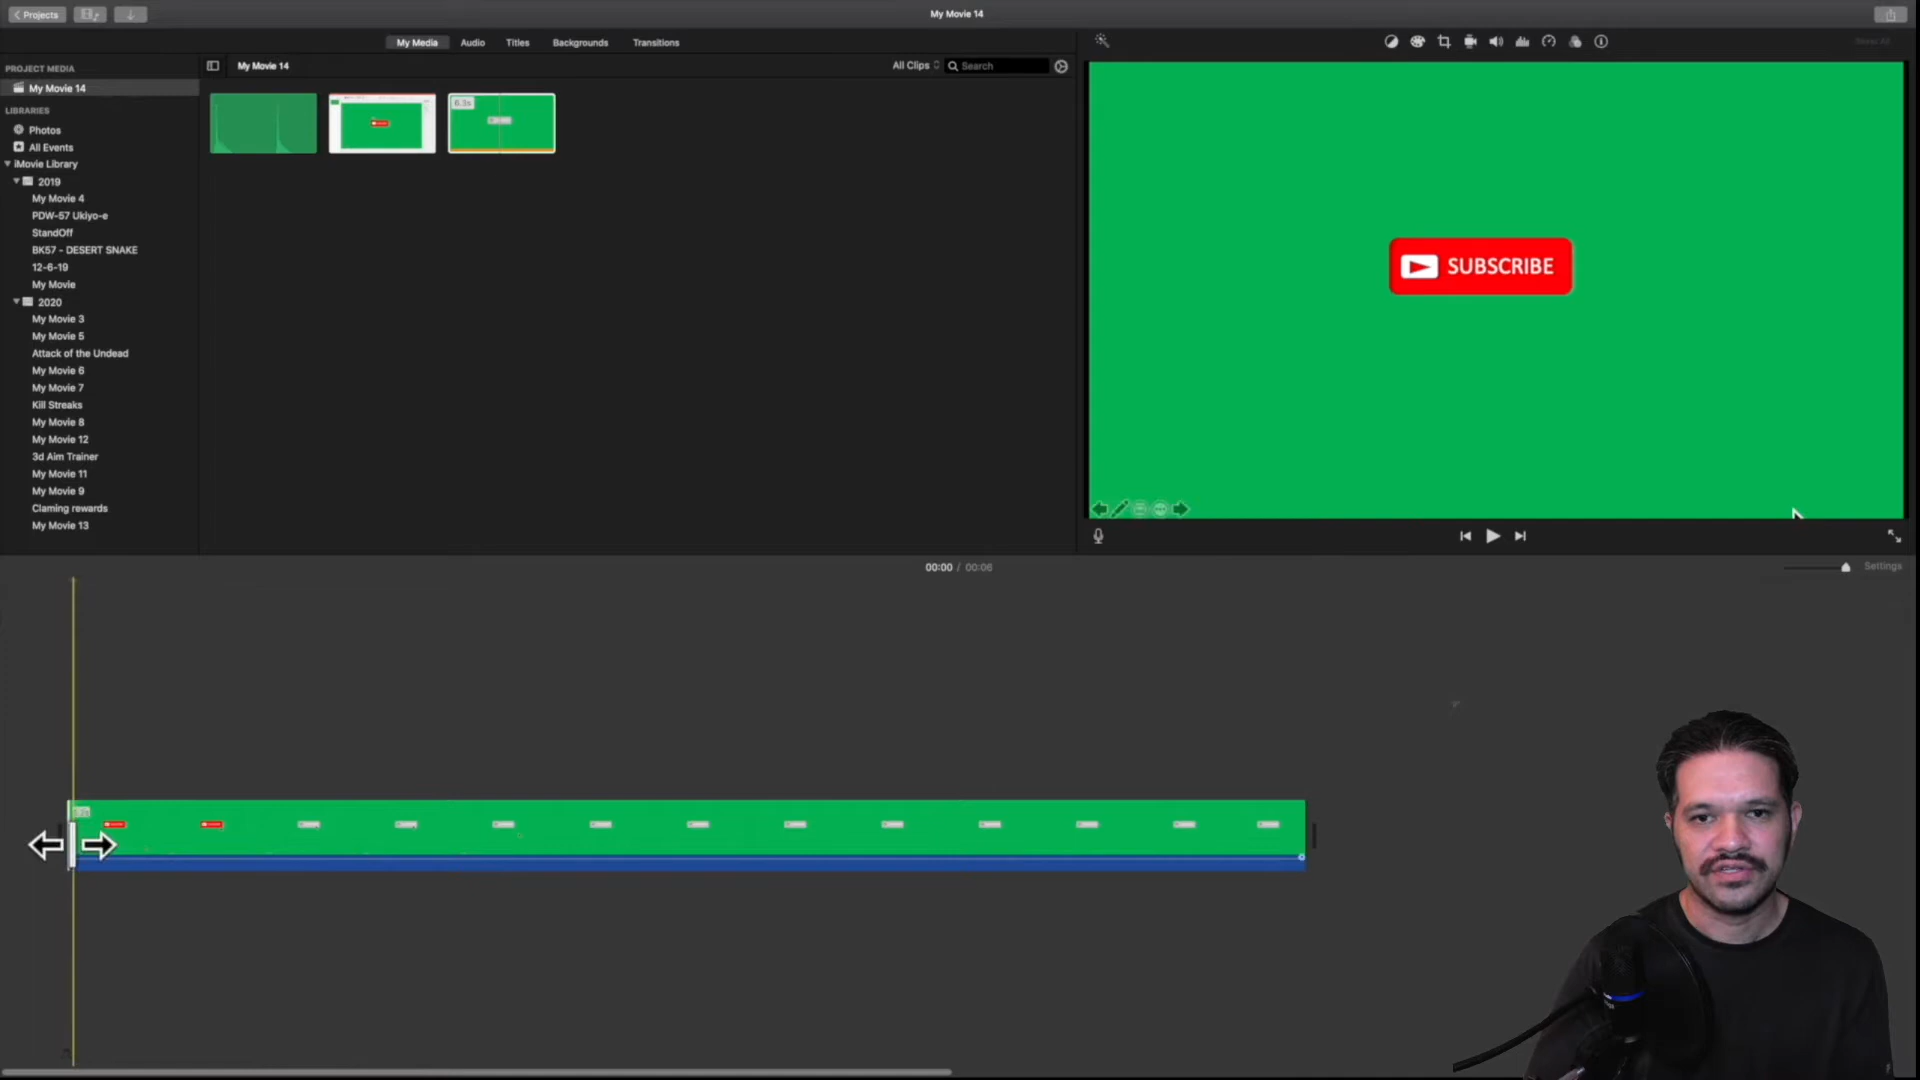 Projects
My Movie 14
My Media
Audio
Titles
Backgrounds
Transitions
PROJECT MEDIA
My Movie 14
LIBRARIES
Photos
All Events
iMovie Library
2019
My Movie 4
PDW-57 Ukiyo-e
StandOff
BK57 - DESERT SNAKE
12-6-19
My Movie
2020
My Movie 3
My Movie 5
Attack of the Undead
My Movie 6
My Movie 7
Kill Streaks
My Movie 8
My Movie 12
3d Aim Trainer
My Movie 11
My Movie 9
Claming rewards
My Movie 13
My Movie 14
All Clips
Search
6.3s
SUBSCRIBE
00:00 / 00:06
Settings